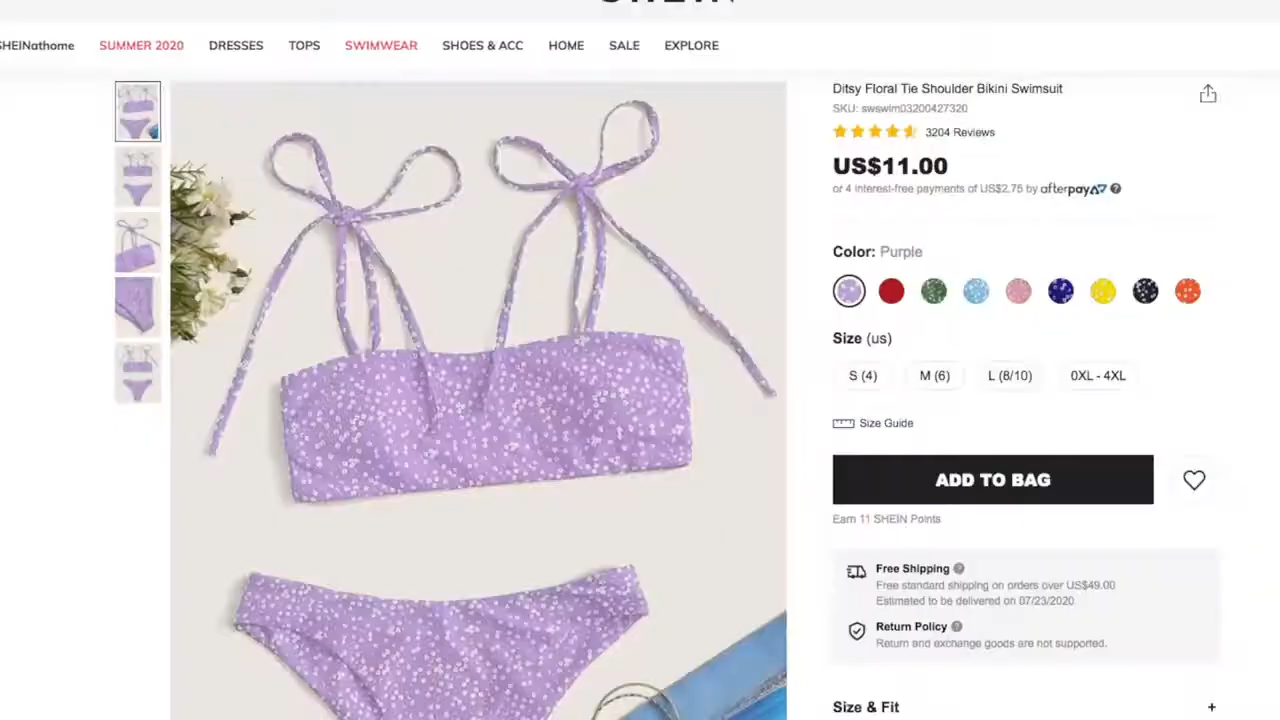 SHEIN
SHEINathome SUMMER 2020 DRESSES TOPS SWIMWEAR SHOES & ACC HOME SALE EXPLORE
Ditsy Floral Tie Shoulder Bikini Swimsuit
SKU: swswim03200427320
3204 Reviews
US$11.00
or 4 interest-free payments of US$2.75 by afterpay
Color: Purple
Size (us)
S (4) M (6) L (8/10) 0XL - 4XL
Size Guide
ADD TO BAG
Earn 11 SHEIN Points
Free Shipping ?
Free standard shipping on orders over US$49.00
Estimated to be delivered on 07/23/2020
Return Policy ?
Return and exchange goods are not supported.
Size & Fit +